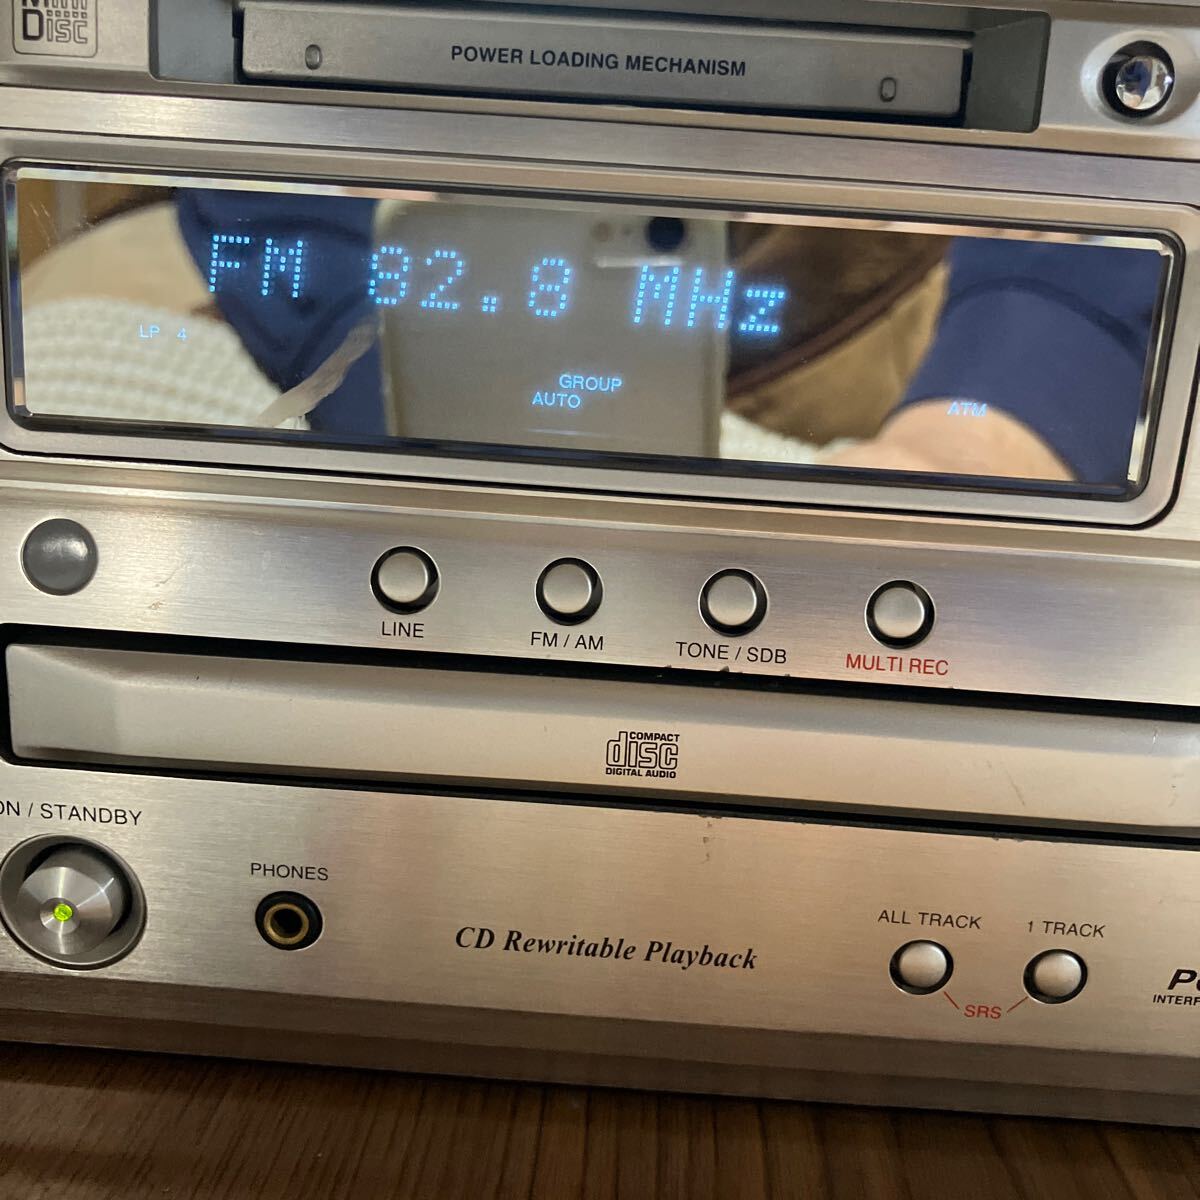 Disc
POWER LOADING MECHANISM
FM 82.8 MHz
LP 4
GROUP
AUTO
ATM
LINE
FM / AM
TONE / SDB
MULTI REC
COMPACT
disc
DIGITAL AUDIO
ON / STANDBY
PHONES
CD Rewritable Playback
ALL TRACK
1 TRACK
SRS